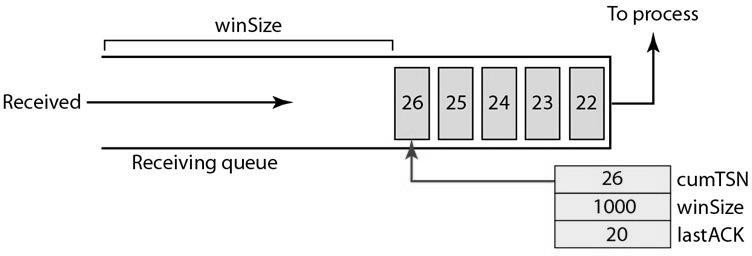 winSize
To process
Received
26 25 24 23 22
Receiving queue
26 cumTSN
1000 winSize
20 lastACK